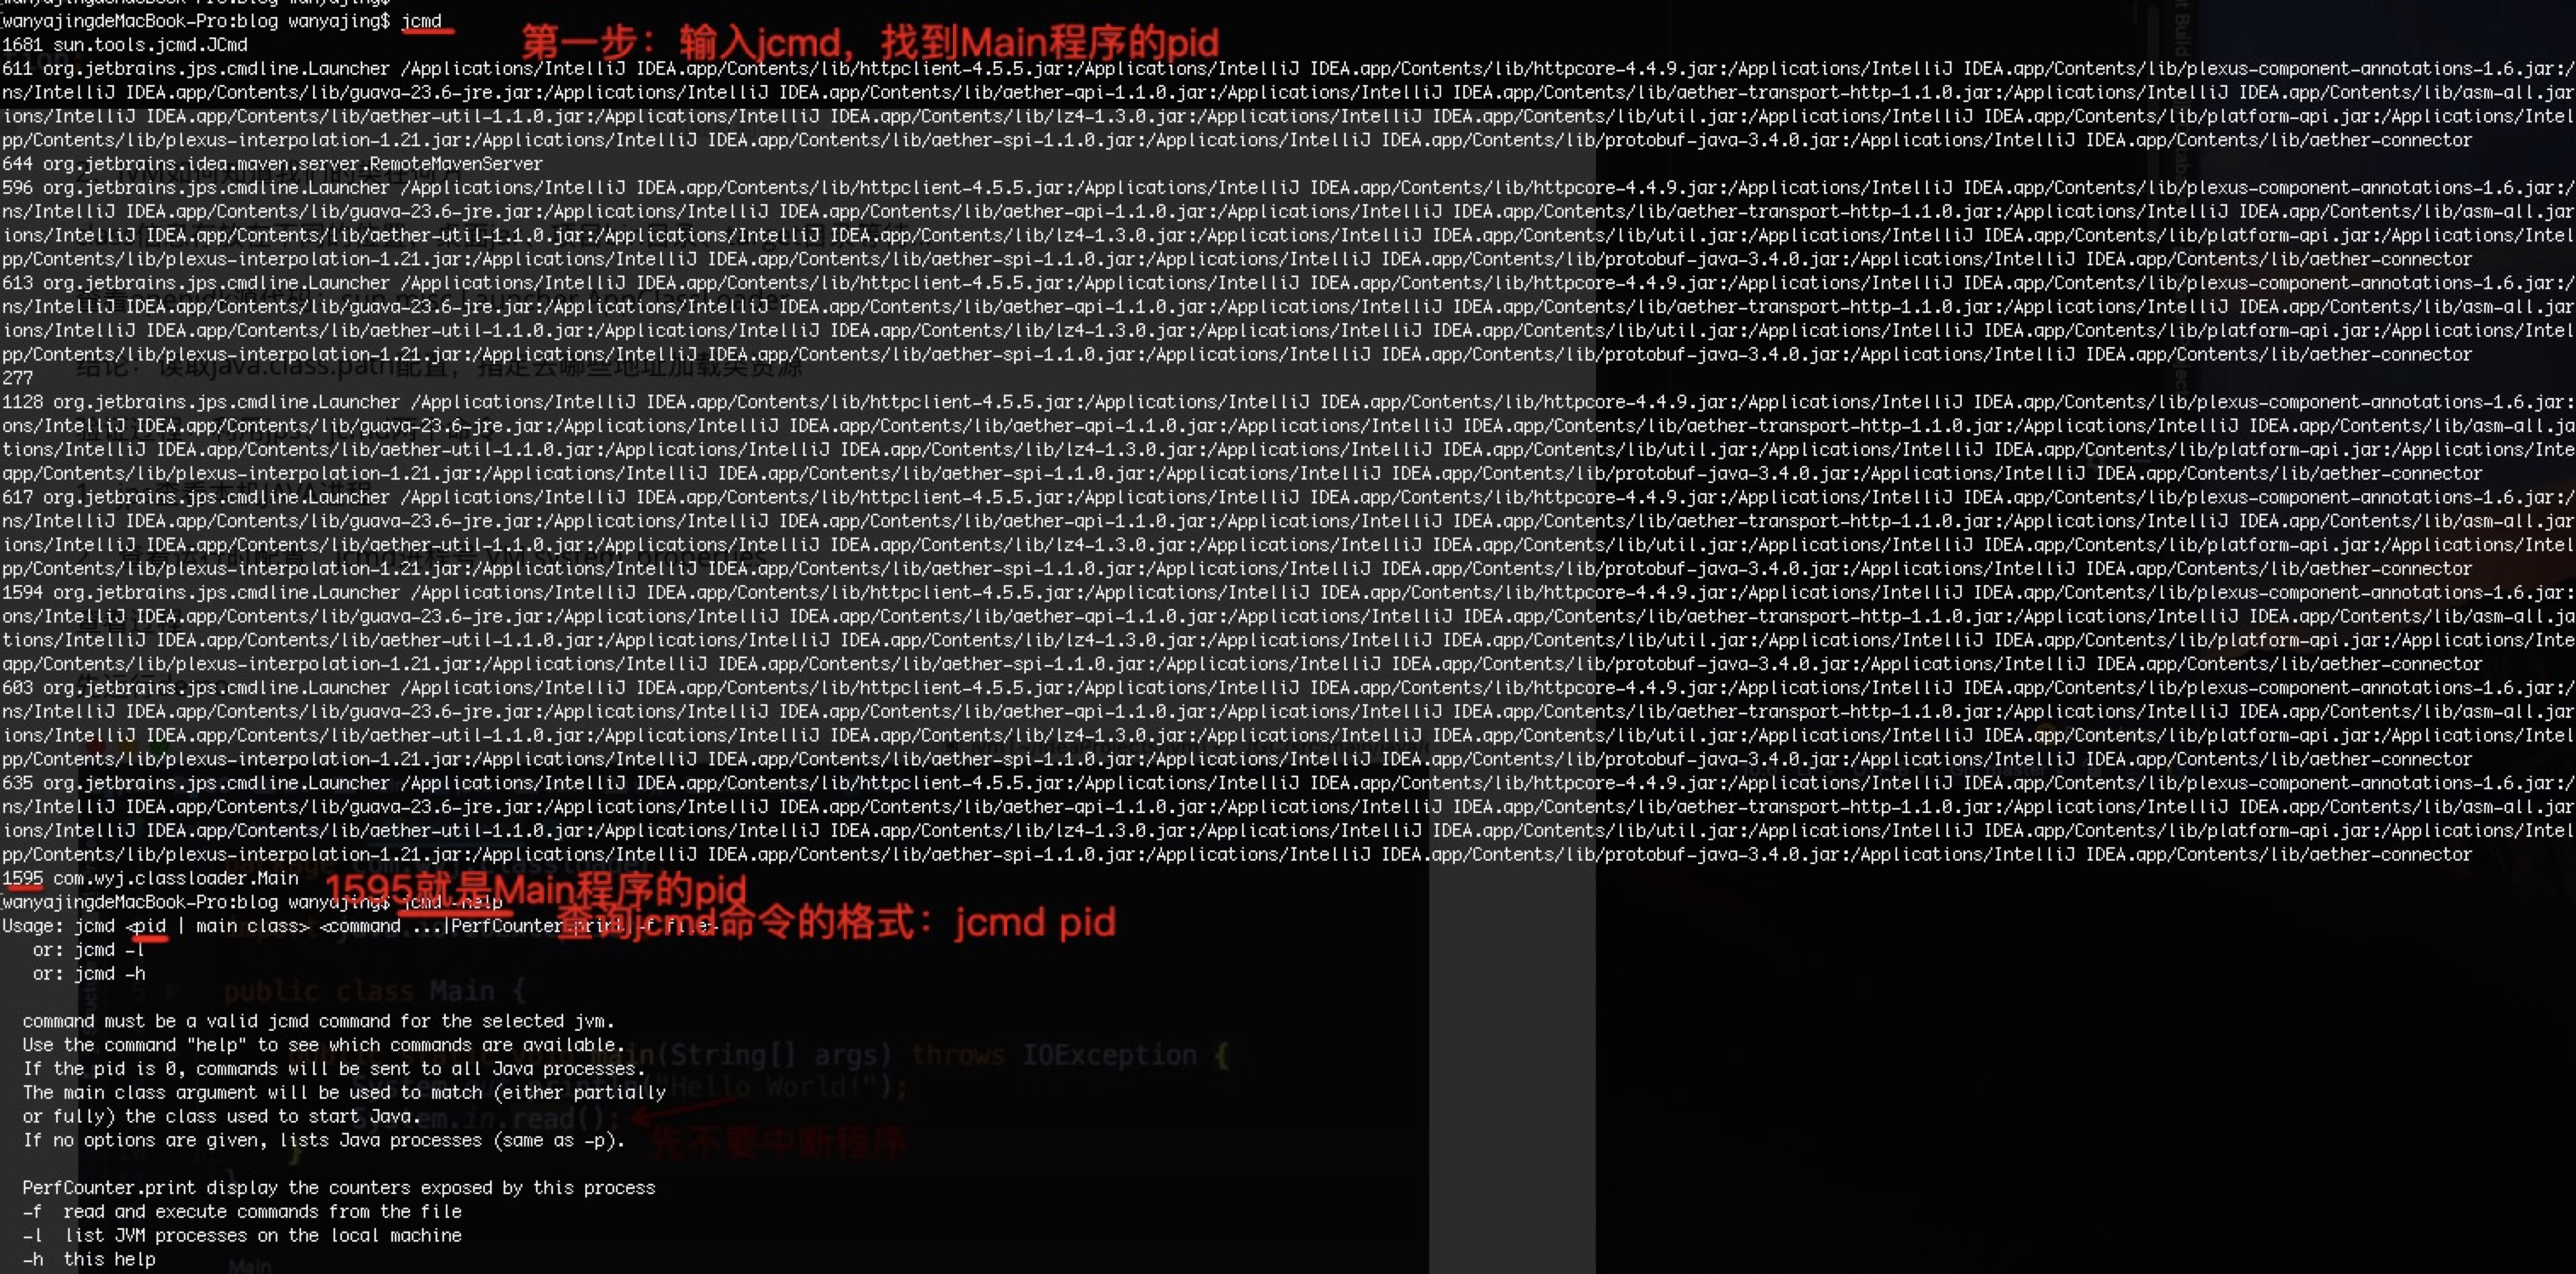 wanyajingdeMacBook-Pro:blog wanyajing$
wanyajingdeMacBook-Pro:blog wanyajing$ jcmd
第一步：输入jcmd，找到Main程序的pid
1681 sun.tools.jcmd.JCmd
611 org.jetbrains.jps.cmdline.Launcher /Applications/IntelliJ IDEA.app/Contents/lib/httpclient-4.5.5.jar:/Applications/IntelliJ IDEA.app/Contents/lib/httpcore-4.4.9.jar:/Applications/IntelliJ IDEA.app/Contents/lib/plexus-component-annotations-1.6.jar:/
ns/IntelliJ IDEA.app/Contents/lib/guava-23.6-jre.jar:/Applications/IntelliJ IDEA.app/Contents/lib/aether-api-1.1.0.jar:/Applications/IntelliJ IDEA.app/Contents/lib/aether-transport-http-1.1.0.jar:/Applications/IntelliJ IDEA.app/Contents/lib/asm-all.jar
ions/IntelliJ IDEA.app/Contents/lib/aether-util-1.1.0.jar:/Applications/IntelliJ IDEA.app/Contents/lib/lz4-1.3.0.jar:/Applications/IntelliJ IDEA.app/Contents/lib/util.jar:/Applications/IntelliJ IDEA.app/Contents/lib/platform-api.jar:/Applications/Intel
pp/Contents/lib/plexus-interpolation-1.21.jar:/Applications/IntelliJ IDEA.app/Contents/lib/aether-spi-1.1.0.jar:/Applications/IntelliJ IDEA.app/Contents/lib/protobuf-java-3.4.0.jar:/Applications/IntelliJ IDEA.app/Contents/lib/aether-connector
644 org.jetbrains.idea.maven.server.RemoteMavenServer
596 org.jetbrains.jps.cmdline.Launcher /Applications/IntelliJ IDEA.app/Contents/lib/httpclient-4.5.5.jar:/Applications/IntelliJ IDEA.app/Contents/lib/httpcore-4.4.9.jar:/Applications/IntelliJ IDEA.app/Contents/lib/plexus-component-annotations-1.6.jar:/
ns/IntelliJ IDEA.app/Contents/lib/guava-23.6-jre.jar:/Applications/IntelliJ IDEA.app/Contents/lib/aether-api-1.1.0.jar:/Applications/IntelliJ IDEA.app/Contents/lib/aether-transport-http-1.1.0.jar:/Applications/IntelliJ IDEA.app/Contents/lib/asm-all.jar
ions/IntelliJ IDEA.app/Contents/lib/aether-util-1.1.0.jar:/Applications/IntelliJ IDEA.app/Contents/lib/lz4-1.3.0.jar:/Applications/IntelliJ IDEA.app/Contents/lib/util.jar:/Applications/IntelliJ IDEA.app/Contents/lib/platform-api.jar:/Applications/Intel
pp/Contents/lib/plexus-interpolation-1.21.jar:/Applications/IntelliJ IDEA.app/Contents/lib/aether-spi-1.1.0.jar:/Applications/IntelliJ IDEA.app/Contents/lib/protobuf-java-3.4.0.jar:/Applications/IntelliJ IDEA.app/Contents/lib/aether-connector
613 org.jetbrains.jps.cmdline.Launcher /Applications/IntelliJ IDEA.app/Contents/lib/httpclient-4.5.5.jar:/Applications/IntelliJ IDEA.app/Contents/lib/httpcore-4.4.9.jar:/Applications/IntelliJ IDEA.app/Contents/lib/plexus-component-annotations-1.6.jar:/
ns/IntelliJ IDEA.app/Contents/lib/guava-23.6-jre.jar:/Applications/IntelliJ IDEA.app/Contents/lib/aether-api-1.1.0.jar:/Applications/IntelliJ IDEA.app/Contents/lib/aether-transport-http-1.1.0.jar:/Applications/IntelliJ IDEA.app/Contents/lib/asm-all.jar
ions/IntelliJ IDEA.app/Contents/lib/aether-util-1.1.0.jar:/Applications/IntelliJ IDEA.app/Contents/lib/lz4-1.3.0.jar:/Applications/IntelliJ IDEA.app/Contents/lib/util.jar:/Applications/IntelliJ IDEA.app/Contents/lib/platform-api.jar:/Applications/Intel
pp/Contents/lib/plexus-interpolation-1.21.jar:/Applications/IntelliJ IDEA.app/Contents/lib/aether-spi-1.1.0.jar:/Applications/IntelliJ IDEA.app/Contents/lib/protobuf-java-3.4.0.jar:/Applications/IntelliJ IDEA.app/Contents/lib/aether-connector
277
1128 org.jetbrains.jps.cmdline.Launcher /Applications/IntelliJ IDEA.app/Contents/lib/httpclient-4.5.5.jar:/Applications/IntelliJ IDEA.app/Contents/lib/httpcore-4.4.9.jar:/Applications/IntelliJ IDEA.app/Contents/lib/plexus-component-annotations-1.6.jar:
ons/IntelliJ IDEA.app/Contents/lib/guava-23.6-jre.jar:/Applications/IntelliJ IDEA.app/Contents/lib/aether-api-1.1.0.jar:/Applications/IntelliJ IDEA.app/Contents/lib/aether-transport-http-1.1.0.jar:/Applications/IntelliJ IDEA.app/Contents/lib/asm-all.ja
tions/IntelliJ IDEA.app/Contents/lib/aether-util-1.1.0.jar:/Applications/IntelliJ IDEA.app/Contents/lib/lz4-1.3.0.jar:/Applications/IntelliJ IDEA.app/Contents/lib/util.jar:/Applications/IntelliJ IDEA.app/Contents/lib/platform-api.jar:/Applications/Inte
app/Contents/lib/plexus-interpolation-1.21.jar:/Applications/IntelliJ IDEA.app/Contents/lib/aether-spi-1.1.0.jar:/Applications/IntelliJ IDEA.app/Contents/lib/protobuf-java-3.4.0.jar:/Applications/IntelliJ IDEA.app/Contents/lib/aether-connector
617 org.jetbrains.jps.cmdline.Launcher /Applications/IntelliJ IDEA.app/Contents/lib/httpclient-4.5.5.jar:/Applications/IntelliJ IDEA.app/Contents/lib/httpcore-4.4.9.jar:/Applications/IntelliJ IDEA.app/Contents/lib/plexus-component-annotations-1.6.jar:/
ns/IntelliJ IDEA.app/Contents/lib/guava-23.6-jre.jar:/Applications/IntelliJ IDEA.app/Contents/lib/aether-api-1.1.0.jar:/Applications/IntelliJ IDEA.app/Contents/lib/aether-transport-http-1.1.0.jar:/Applications/IntelliJ IDEA.app/Contents/lib/asm-all.jar
ions/IntelliJ IDEA.app/Contents/lib/aether-util-1.1.0.jar:/Applications/IntelliJ IDEA.app/Contents/lib/lz4-1.3.0.jar:/Applications/IntelliJ IDEA.app/Contents/lib/util.jar:/Applications/IntelliJ IDEA.app/Contents/lib/platform-api.jar:/Applications/Intel
pp/Contents/lib/plexus-interpolation-1.21.jar:/Applications/IntelliJ IDEA.app/Contents/lib/aether-spi-1.1.0.jar:/Applications/IntelliJ IDEA.app/Contents/lib/protobuf-java-3.4.0.jar:/Applications/IntelliJ IDEA.app/Contents/lib/aether-connector
1594 org.jetbrains.jps.cmdline.Launcher /Applications/IntelliJ IDEA.app/Contents/lib/httpclient-4.5.5.jar:/Applications/IntelliJ IDEA.app/Contents/lib/httpcore-4.4.9.jar:/Applications/IntelliJ IDEA.app/Contents/lib/plexus-component-annotations-1.6.jar:
ons/IntelliJ IDEA.app/Contents/lib/guava-23.6-jre.jar:/Applications/IntelliJ IDEA.app/Contents/lib/aether-api-1.1.0.jar:/Applications/IntelliJ IDEA.app/Contents/lib/aether-transport-http-1.1.0.jar:/Applications/IntelliJ IDEA.app/Contents/lib/asm-all.ja
tions/IntelliJ IDEA.app/Contents/lib/aether-util-1.1.0.jar:/Applications/IntelliJ IDEA.app/Contents/lib/lz4-1.3.0.jar:/Applications/IntelliJ IDEA.app/Contents/lib/util.jar:/Applications/IntelliJ IDEA.app/Contents/lib/platform-api.jar:/Applications/Inte
app/Contents/lib/plexus-interpolation-1.21.jar:/Applications/IntelliJ IDEA.app/Contents/lib/aether-spi-1.1.0.jar:/Applications/IntelliJ IDEA.app/Contents/lib/protobuf-java-3.4.0.jar:/Applications/IntelliJ IDEA.app/Contents/lib/aether-connector
603 org.jetbrains.jps.cmdline.Launcher /Applications/IntelliJ IDEA.app/Contents/lib/httpclient-4.5.5.jar:/Applications/IntelliJ IDEA.app/Contents/lib/httpcore-4.4.9.jar:/Applications/IntelliJ IDEA.app/Contents/lib/plexus-component-annotations-1.6.jar:/
ns/IntelliJ IDEA.app/Contents/lib/guava-23.6-jre.jar:/Applications/IntelliJ IDEA.app/Contents/lib/aether-api-1.1.0.jar:/Applications/IntelliJ IDEA.app/Contents/lib/aether-transport-http-1.1.0.jar:/Applications/IntelliJ IDEA.app/Contents/lib/asm-all.jar
ions/IntelliJ IDEA.app/Contents/lib/aether-util-1.1.0.jar:/Applications/IntelliJ IDEA.app/Contents/lib/lz4-1.3.0.jar:/Applications/IntelliJ IDEA.app/Contents/lib/util.jar:/Applications/IntelliJ IDEA.app/Contents/lib/platform-api.jar:/Applications/Intel
pp/Contents/lib/plexus-interpolation-1.21.jar:/Applications/IntelliJ IDEA.app/Contents/lib/aether-spi-1.1.0.jar:/Applications/IntelliJ IDEA.app/Contents/lib/protobuf-java-3.4.0.jar:/Applications/IntelliJ IDEA.app/Contents/lib/aether-connector
635 org.jetbrains.jps.cmdline.Launcher /Applications/IntelliJ IDEA.app/Contents/lib/httpclient-4.5.5.jar:/Applications/IntelliJ IDEA.app/Contents/lib/httpcore-4.4.9.jar:/Applications/IntelliJ IDEA.app/Contents/lib/plexus-component-annotations-1.6.jar:/
ns/IntelliJ IDEA.app/Contents/lib/guava-23.6-jre.jar:/Applications/IntelliJ IDEA.app/Contents/lib/aether-api-1.1.0.jar:/Applications/IntelliJ IDEA.app/Contents/lib/aether-transport-http-1.1.0.jar:/Applications/IntelliJ IDEA.app/Contents/lib/asm-all.jar
ions/IntelliJ IDEA.app/Contents/lib/aether-util-1.1.0.jar:/Applications/IntelliJ IDEA.app/Contents/lib/lz4-1.3.0.jar:/Applications/IntelliJ IDEA.app/Contents/lib/util.jar:/Applications/IntelliJ IDEA.app/Contents/lib/platform-api.jar:/Applications/Intel
pp/Contents/lib/plexus-interpolation-1.21.jar:/Applications/IntelliJ IDEA.app/Contents/lib/aether-spi-1.1.0.jar:/Applications/IntelliJ IDEA.app/Contents/lib/protobuf-java-3.4.0.jar:/Applications/IntelliJ IDEA.app/Contents/lib/aether-connector
1595 com.wyj.classloader.Main
1595就是Main程序的pid
wanyajingdeMacBook-Pro:blog wanyajing$ jcmd -help
查询jcmd命令的格式：jcmd pid
Usage: jcmd <pid | main class> <command ...|PerfCounter.print|-f file>
or: jcmd -l
or: jcmd -h
public class Main {
command must be a valid jcmd command for the selected jvm.
Use the command "help" to see which commands are available.
main(String[] args) throws IOException {
If the pid is 0, commands will be sent to all Java processes.
"Hello World!");
The main class argument will be used to match (either partially
or fully) the class used to start Java.
System.in.read();
If no options are given, lists Java processes (same as -p).
先不要中断程序
PerfCounter.print display the counters exposed by this process
-f read and execute commands from the file
-l list JVM processes on the local machine
-h this help
Main